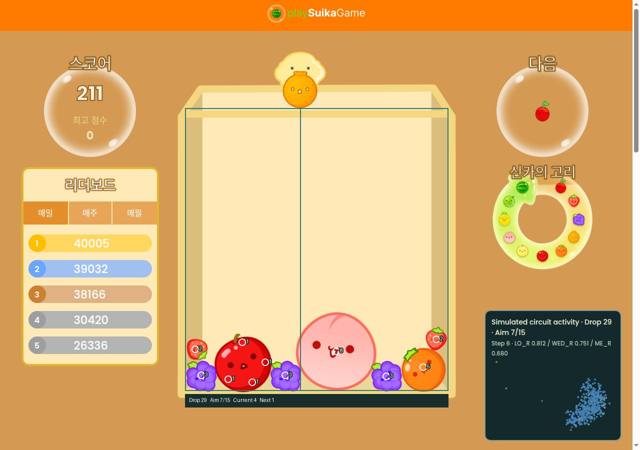 playSuikaGame
스코어
211
최고 점수
0
다음
리더보드
매일
매주
매월
1 40005
2 39032
3 38166
4 30420
5 26336
Simulated circuit activity · Drop 29
· Aim 7/15
Step 6 · LO_R 0.812 / WED_R 0.751 / ME_R
0.680
Drop 29 Aim 7/15 Current 4 Next 1